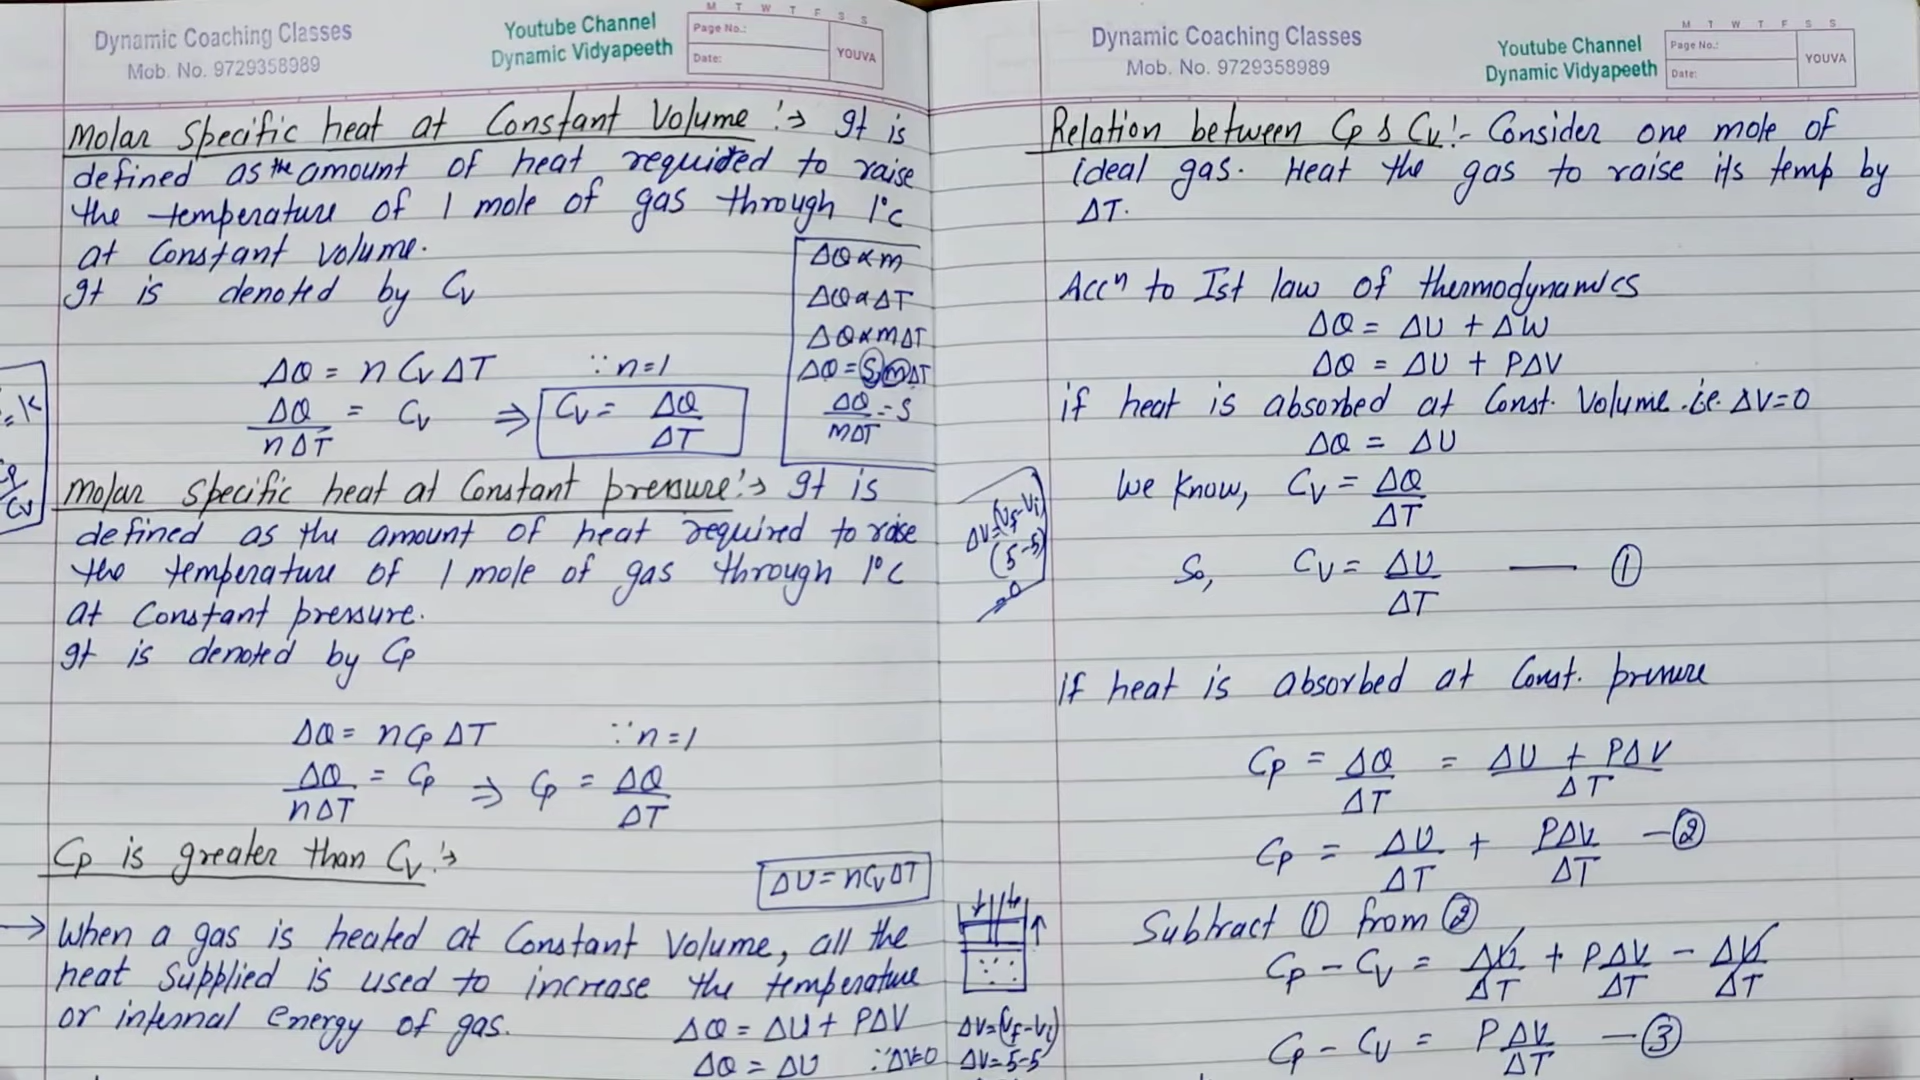 Dynamic Coaching Classes
Mob. No. 9729358989
Youtube Channel
Dynamic Vidyapeeth
M T W T F S S
Page No.:
Date:
YOUVA
Molar Specific heat at Constant Volume :→ It is
defined as the amount of heat required to raise
the temperature of 1 mole of gas through 1°C
at Constant volume.
It is denoted by Cv
ΔQ ∝ m
ΔQ ∝ ΔT
ΔQ ∝ mΔT
ΔQ = S m ΔT
ΔQ/mΔT = S
ΔQ = n Cv ΔT ∵ n=1
ΔQ/nΔT = Cv ⇒ Cv = ΔQ/ΔT
= K
Cv
Molar Specific heat at Constant pressure :→ It is
defined as the amount of heat required to raise
the temperature of 1 mole of gas through 1°C
at Constant pressure.
It is denoted by Cp
ΔQ = nCp ΔT ∵ n=1
ΔQ/nΔT = Cp ⇒ Cp = ΔQ/ΔT
Cp is greater than Cv :→
ΔU = nCvΔT
→ When a gas is heated at Constant Volume, all the
heat Supplied is used to increase the temperature
or internal energy of gas.
ΔQ = ΔU + PΔV
ΔQ = ΔU ∵ ΔV=0
Dynamic Coaching Classes
Mob. No. 9729358989
Youtube Channel
Dynamic Vidyapeeth
M T W T F S S
Page No.:
Date:
YOUVA
Relation between Cp & Cv :- Consider one mole of
ideal gas. Heat the gas to raise its temp by
ΔT.
Accn to Ist law of thermodynamics
ΔQ = ΔU + ΔW
ΔQ = ΔU + PΔV
if heat is absorbed at Const. Volume .i.e. ΔV=0
ΔQ = ΔU
We Know, Cv = ΔQ/ΔT
ΔV=(Vf-Vi)
(5-5)
=0
So, Cv = ΔU/ΔT — ①
if heat is absorbed at Const. pressure
Cp = ΔQ/ΔT = ΔU + PΔV/ΔT
Cp = ΔU/ΔT + PΔV/ΔT — ②
Subtract ① from ②
Cp - Cv = ΔU/ΔT + PΔV/ΔT - ΔU/ΔT
Cp - Cv = PΔV/ΔT — ③
ΔV=(Vf-Vi)
ΔV=5-5